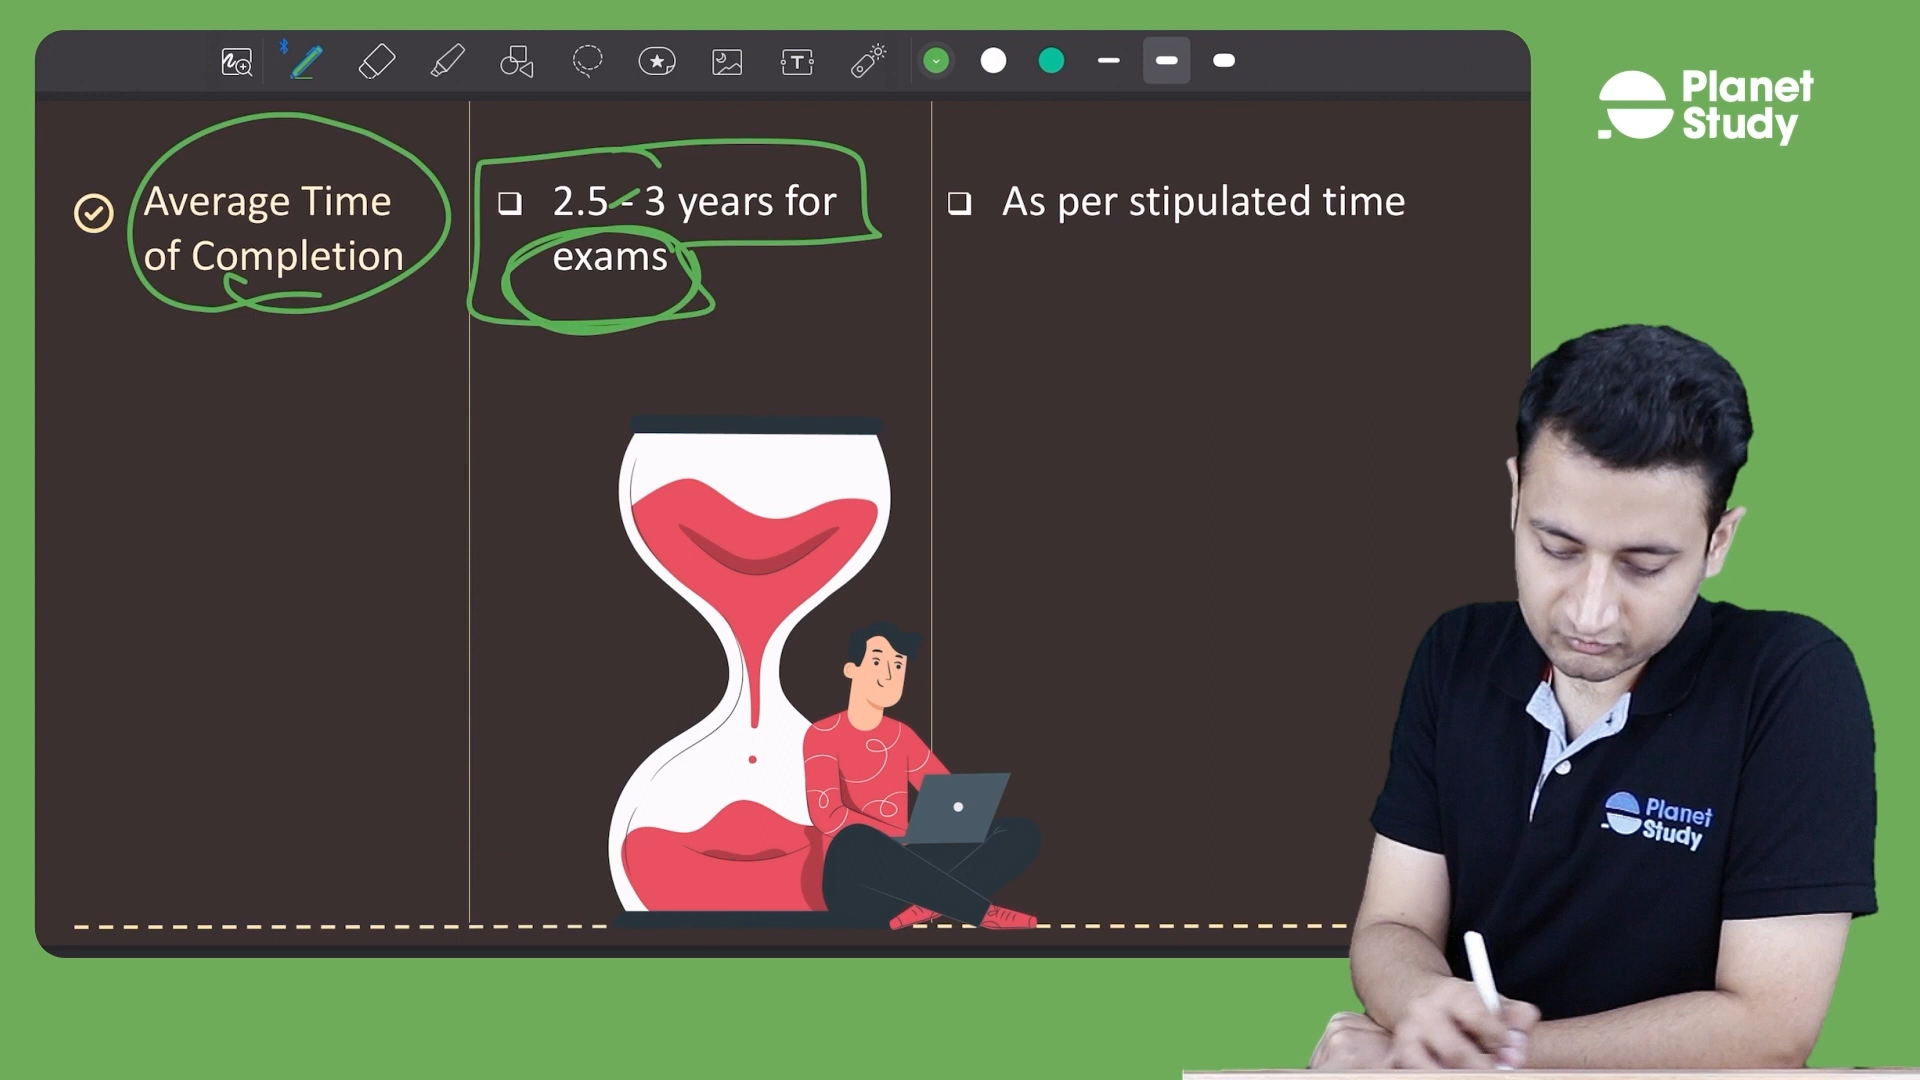 Planet
Study
Average Time
of Completion
2.5 - 3 years for
exams
As per stipulated time
Planet
Study